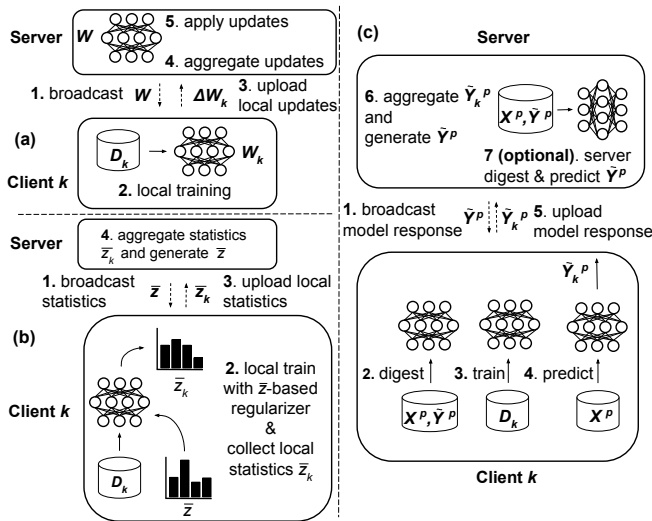 Server
W
5. apply updates
4. aggregate updates
1. broadcast W
ΔW_k
3. upload
local updates
(a)
D_k
W_k
Client k
2. local training
Server
4. aggregate statistics
z̅_k and generate z̅
1. broadcast
statistics
z̅
z̅_k
3. upload local
statistics
(b)
z̅_k
2. local train
with z̅-based
regularizer
&
collect local
statistics z̅_k
Client k
D_k
z̅
(c)
Server
6. aggregate Ỹ_k^p
and
generate Ỹ^p
X^p, Ỹ^p
7 (optional). server
digest & predict Ỹ^p
1. broadcast
model response
Ỹ^p
Ỹ_k^p
5. upload
model response
Ỹ_k^p
2. digest
3. train
4. predict
X^p, Ỹ^p
D_k
X^p
Client k